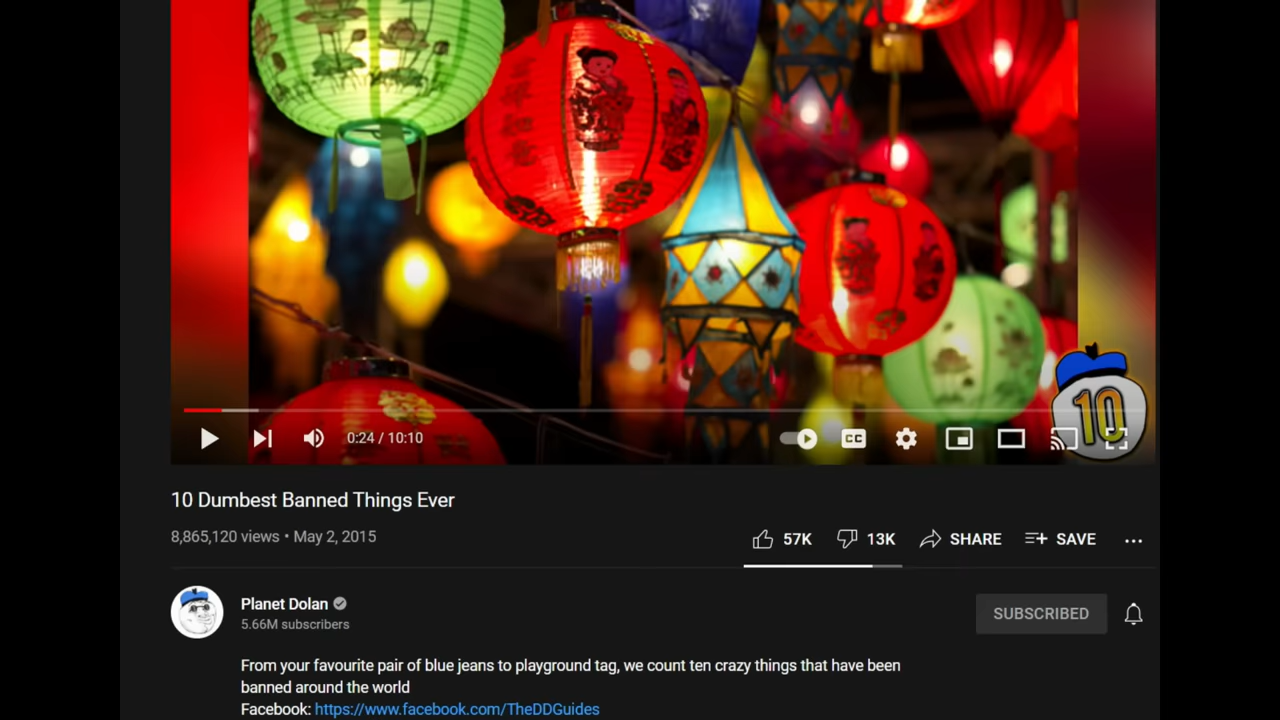 10
0:24 / 10:10
CC
10 Dumbest Banned Things Ever
8,865,120 views • May 2, 2015
57K 13K SHARE SAVE
Planet Dolan
5.66M subscribers
SUBSCRIBED
From your favourite pair of blue jeans to playground tag, we count ten crazy things that have been
banned around the world
Facebook: https://www.facebook.com/TheDDGuides